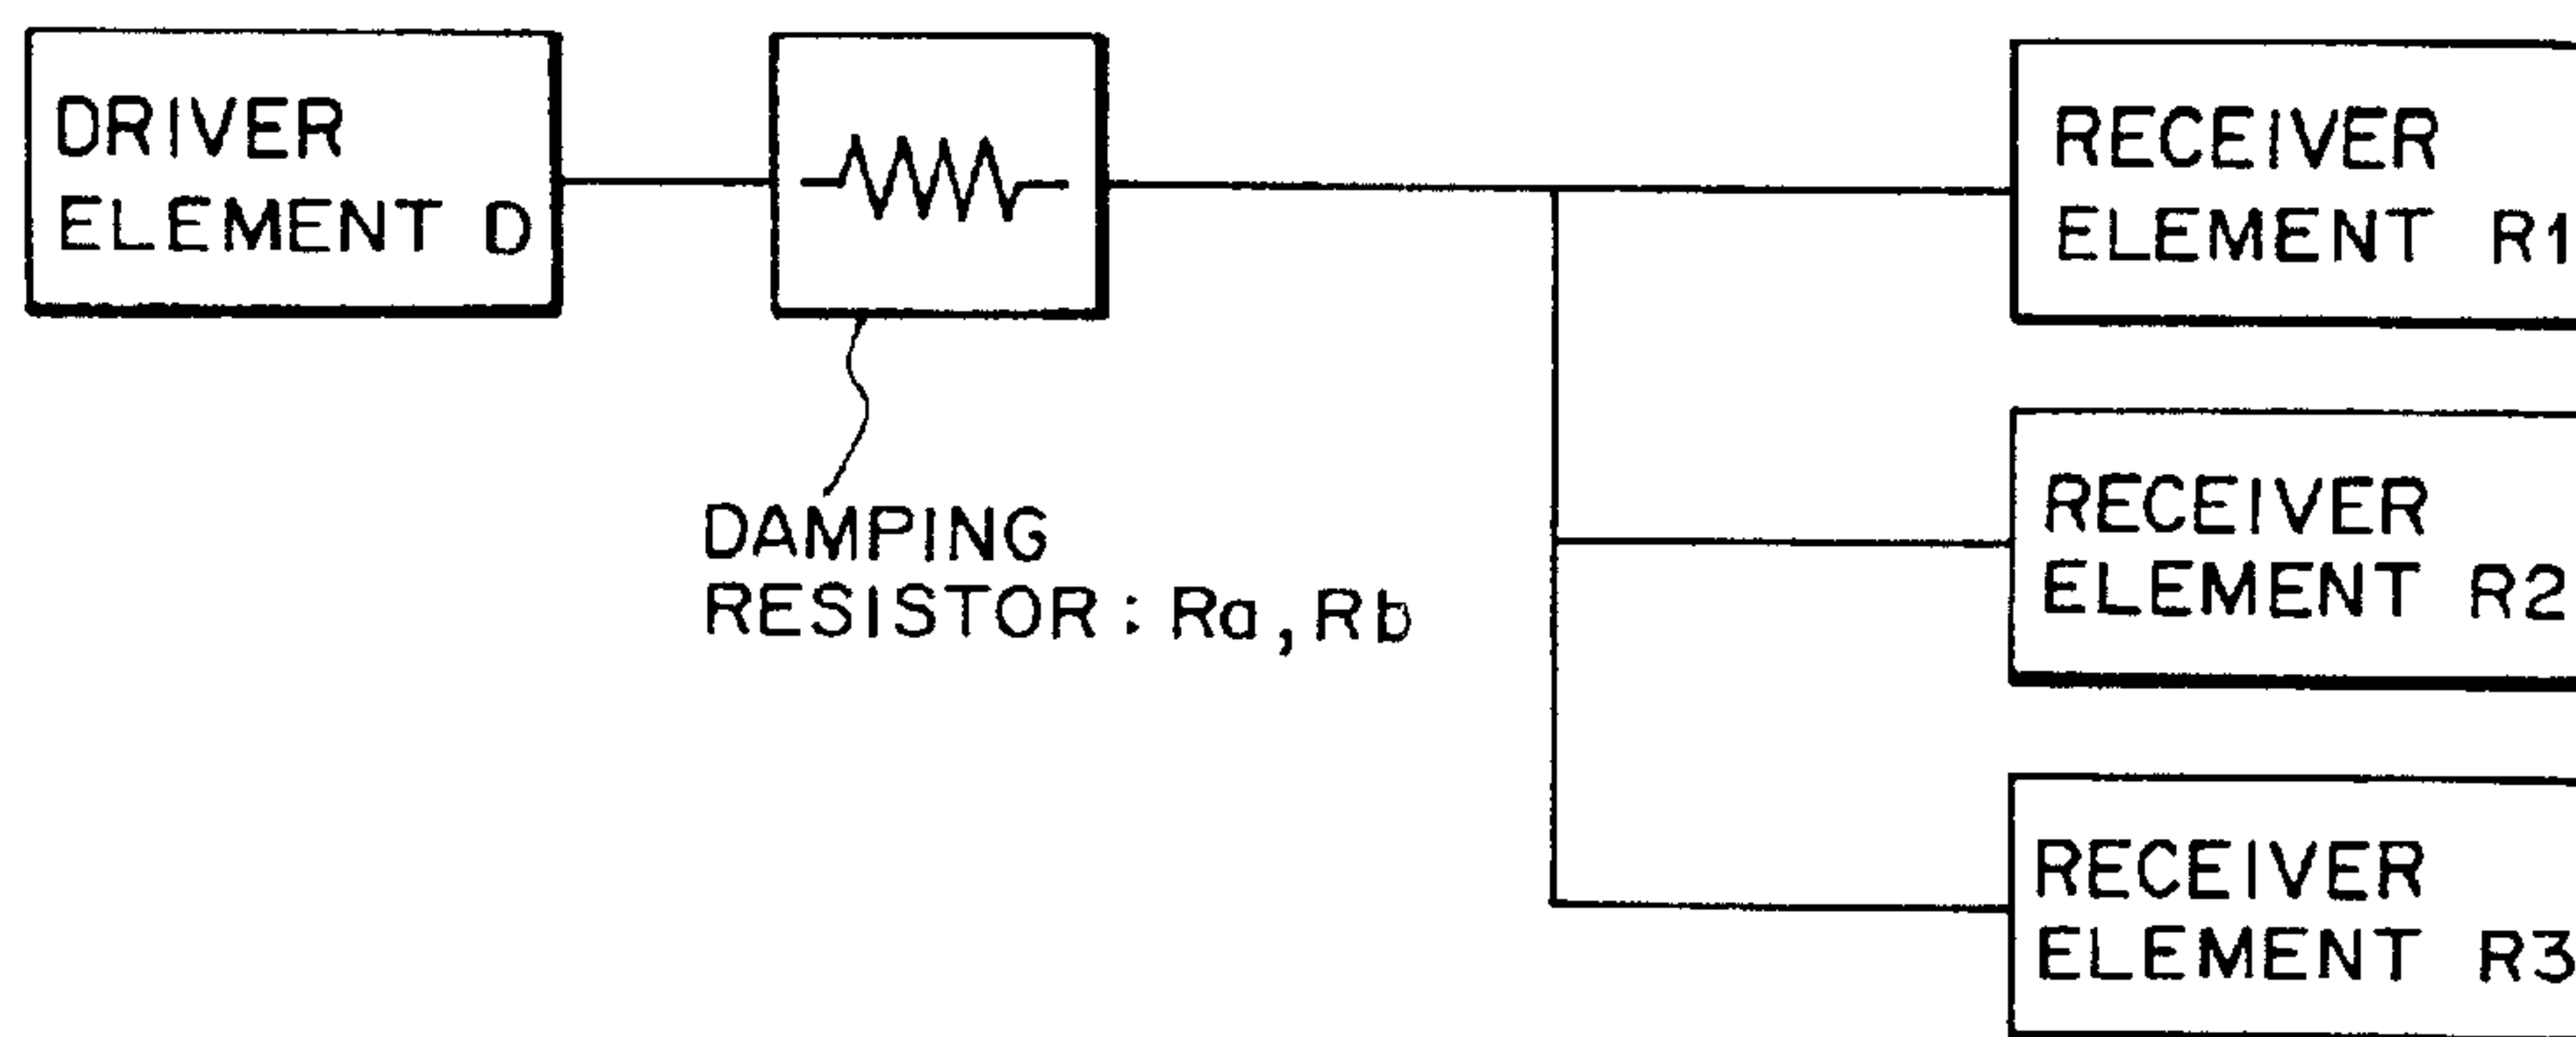 DRIVER
ELEMENT D
DAMPING
RESISTOR : Ra, Rb
RECEIVER
ELEMENT R1
RECEIVER
ELEMENT R2
RECEIVER
ELEMENT R3